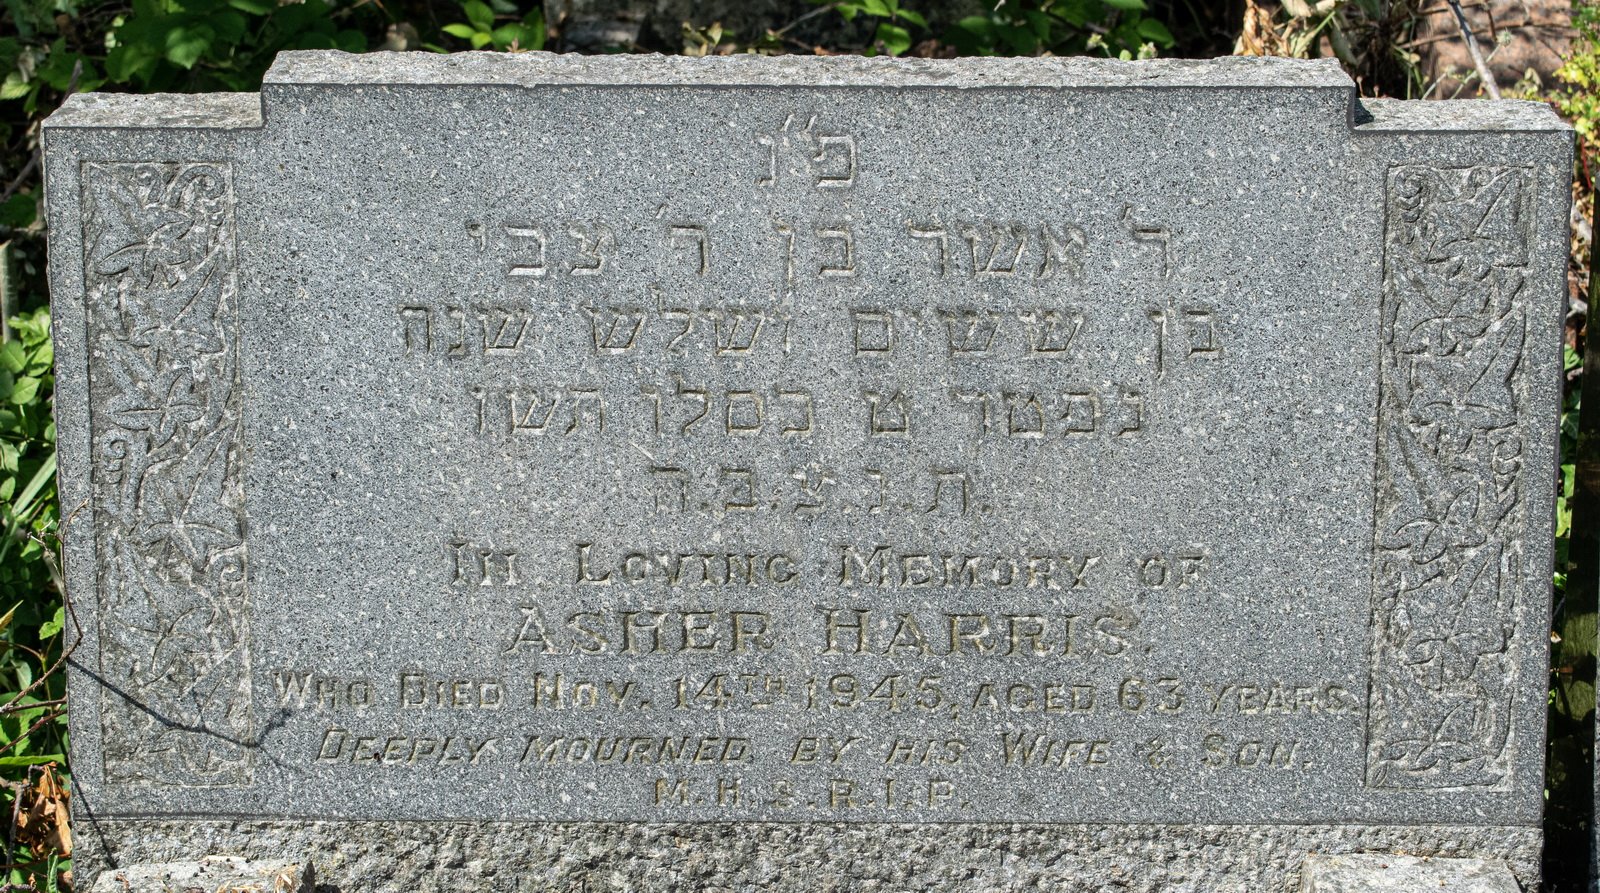 פ"נ
ר' אשר בן ר' צבי
בן ששים ושלש שנה
נפטר ט כסלו תשו
ת.נ.צ.ב.ה
In Loving Memory of
Asher Harris.
Who Died Nov. 14th 1945, aged 63 years.
Deeply mourned by his Wife & Son.
M.H.S.R.I.P.